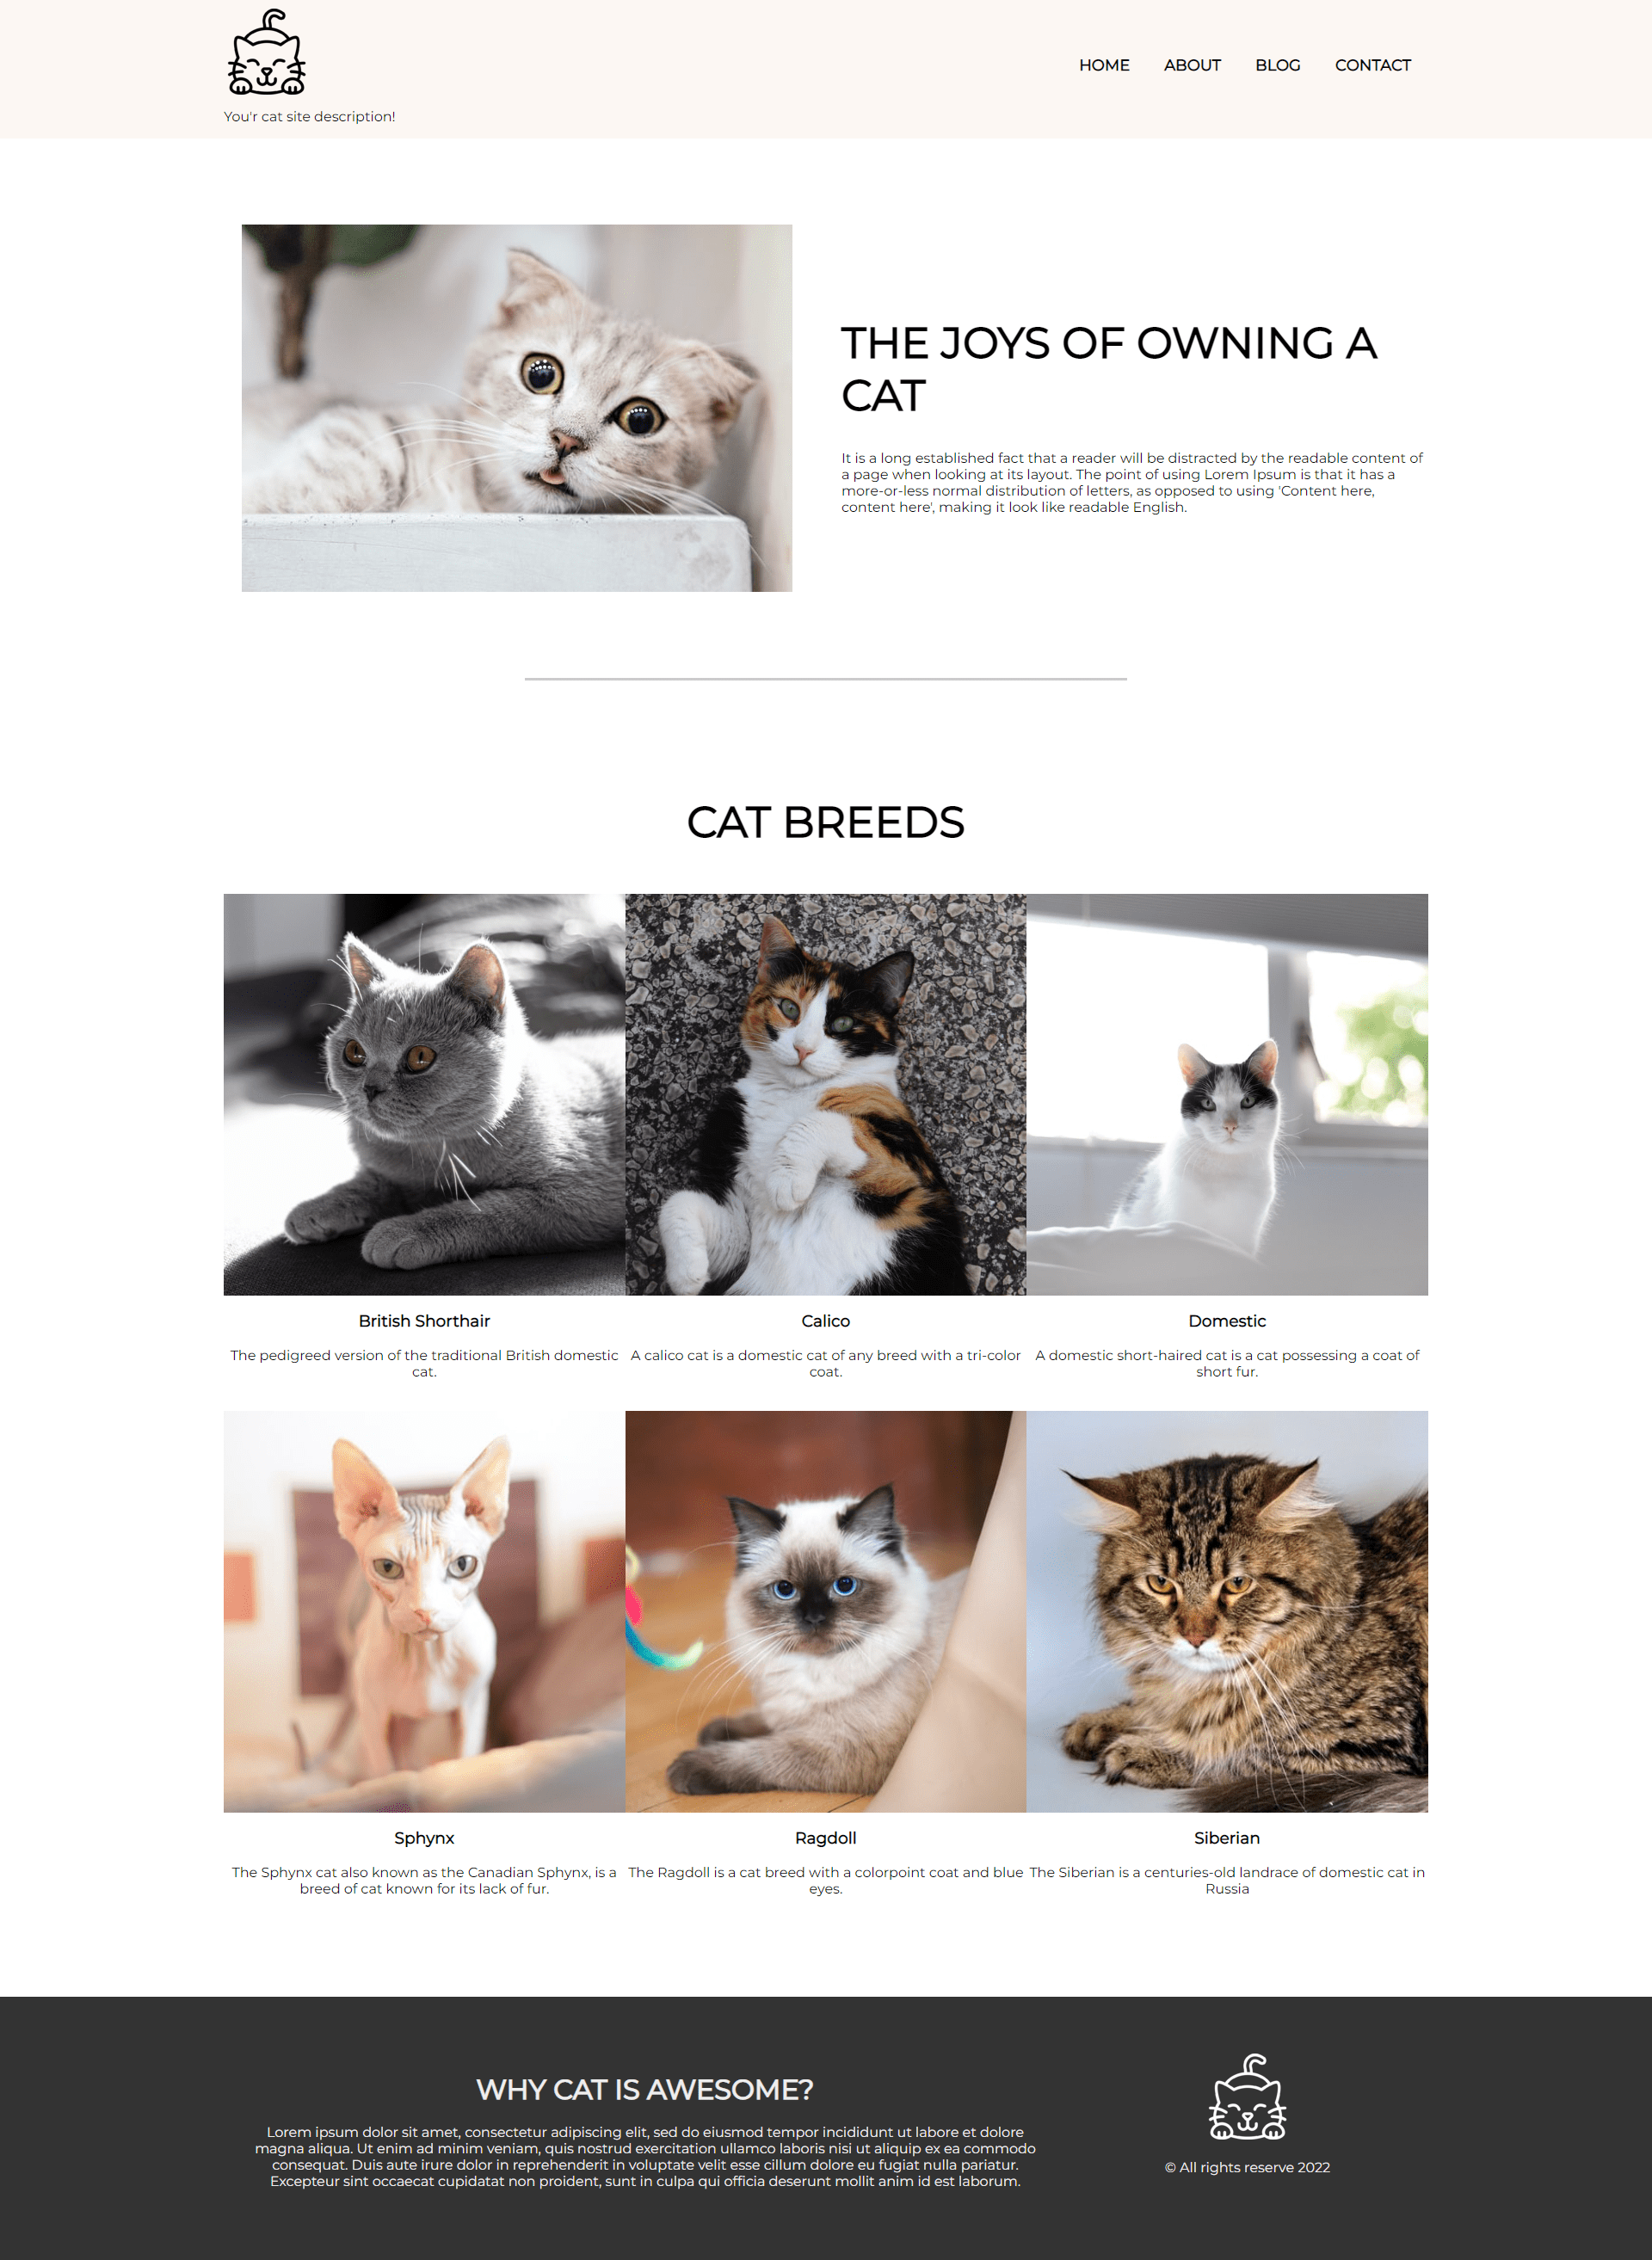 You'r cat site description!
HOME ABOUT BLOG CONTACT
THE JOYS OF OWNING A
CAT
It is a long established fact that a reader will be distracted by the readable content of
a page when looking at its layout. The point of using Lorem Ipsum is that it has a
more-or-less normal distribution of letters, as opposed to using 'Content here,
content here', making it look like readable English.
CAT BREEDS
British Shorthair
The pedigreed version of the traditional British domestic
cat.
Calico
A calico cat is a domestic cat of any breed with a tri-color
coat.
Domestic
A domestic short-haired cat is a cat possessing a coat of
short fur.
Sphynx
The Sphynx cat also known as the Canadian Sphynx, is a
breed of cat known for its lack of fur.
Ragdoll
The Ragdoll is a cat breed with a colorpoint coat and blue
eyes.
Siberian
The Siberian is a centuries-old landrace of domestic cat in
Russia
WHY CAT IS AWESOME?
Lorem ipsum dolor sit amet, consectetur adipiscing elit, sed do eiusmod tempor incididunt ut labore et dolore
magna aliqua. Ut enim ad minim veniam, quis nostrud exercitation ullamco laboris nisi ut aliquip ex ea commodo
consequat. Duis aute irure dolor in reprehenderit in voluptate velit esse cillum dolore eu fugiat nulla pariatur.
Excepteur sint occaecat cupidatat non proident, sunt in culpa qui officia deserunt mollit anim id est laborum.
© All rights reserve 2022